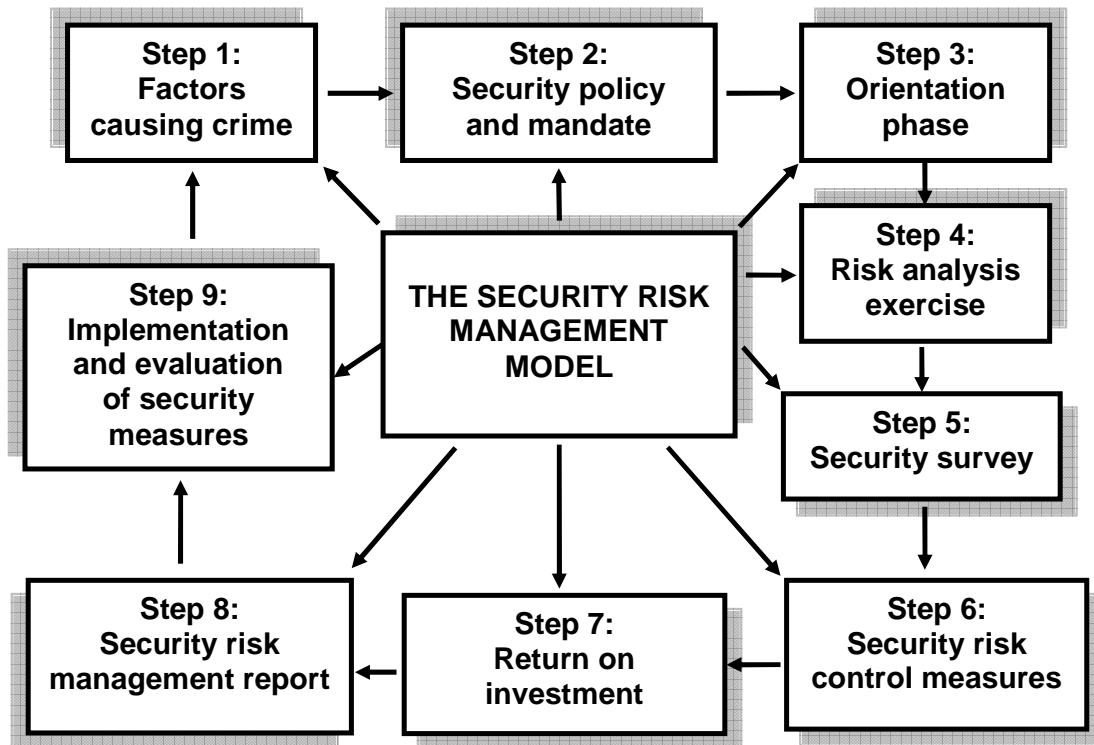 Step 1:
Factors
causing crime
Step 2:
Security policy
and mandate
Step 3:
Orientation
phase
Step 4:
Risk analysis
exercise
THE SECURITY RISK
MANAGEMENT
MODEL
Step 9:
Implementation
and evaluation
of security
measures
Step 5:
Security survey
Step 8:
Security risk
management report
Step 7:
Return on
investment
Step 6:
Security risk
control measures